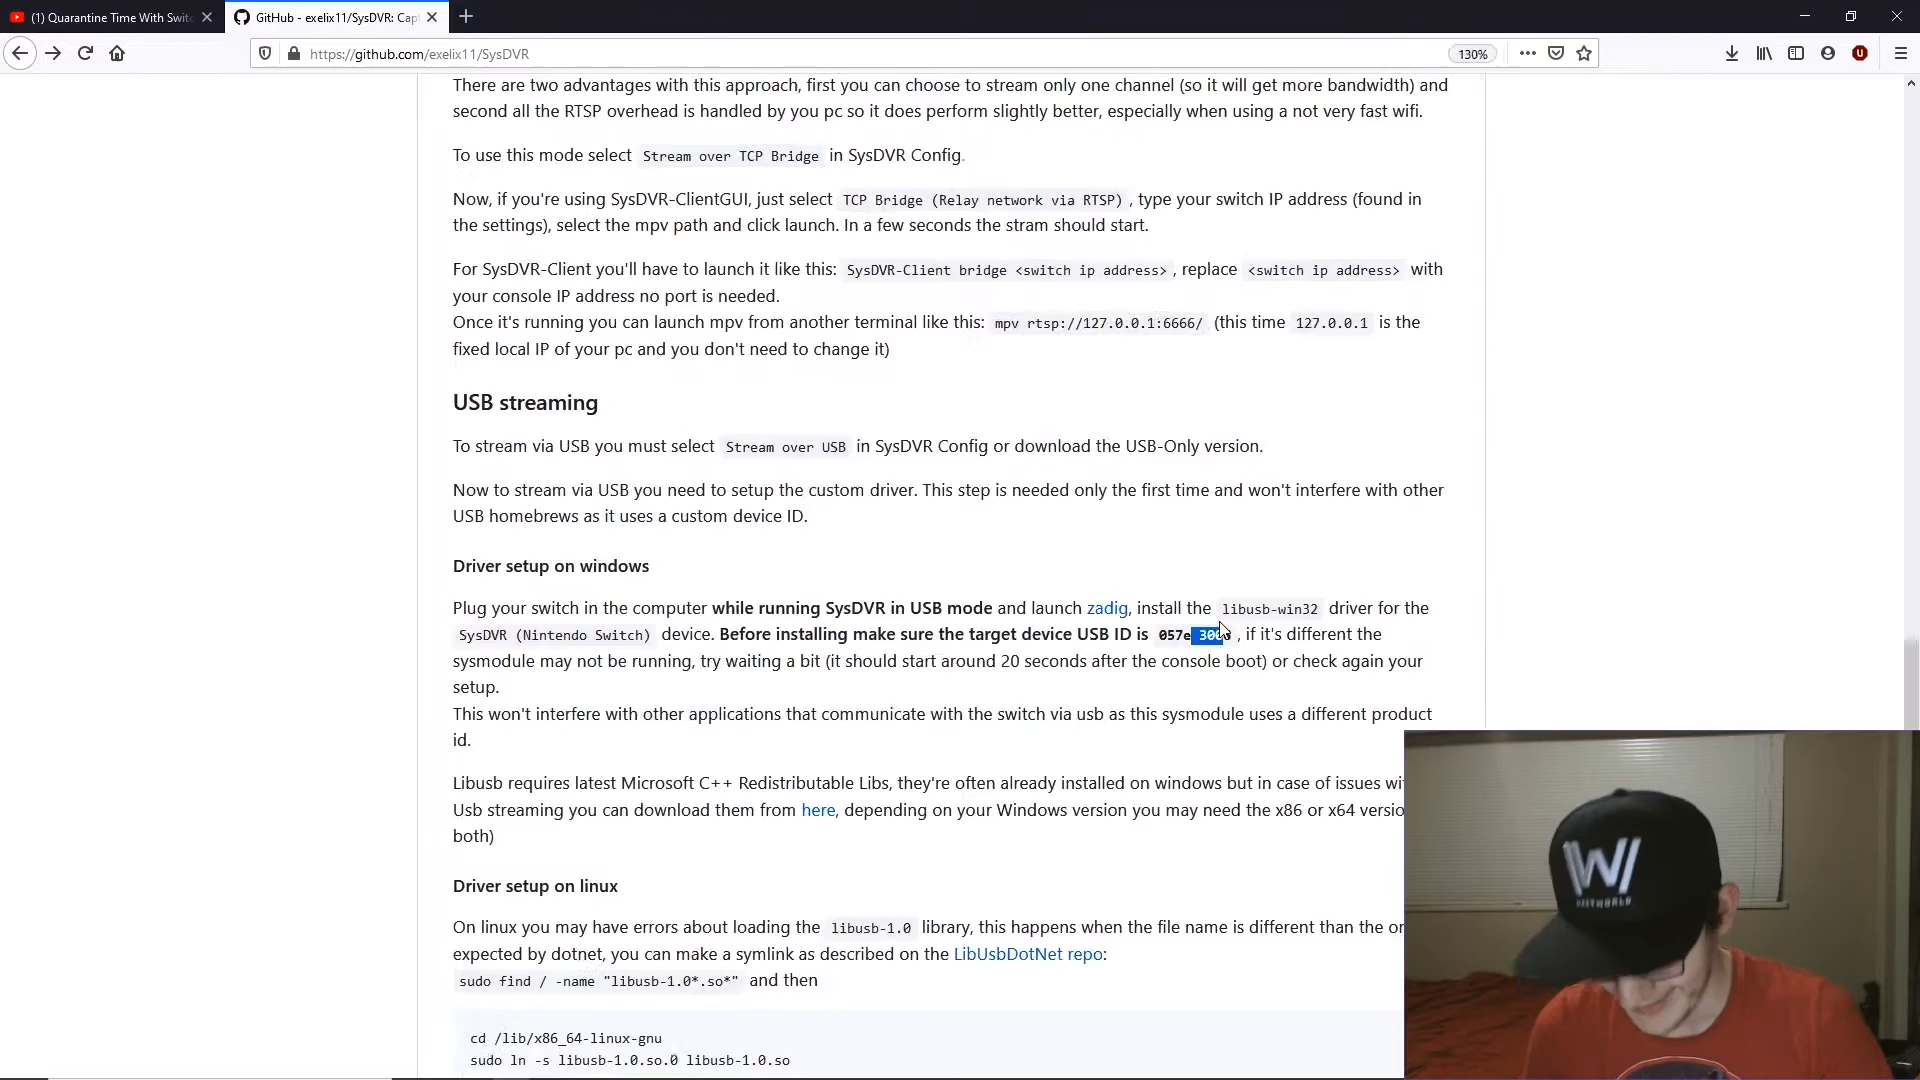 (1) Quarantine Time With Swit
GitHub - exelix11/SysDVR: Cap
https://github.com/exelix11/SysDVR
130%
There are two advantages with this approach, first you can choose to stream only one channel (so it will get more bandwidth) and
second all the RTSP overhead is handled by you pc so it does perform slightly better, especially when using a not very fast wifi.
To use this mode select Stream over TCP Bridge in SysDVR Config.
Now, if you're using SysDVR-ClientGUI, just select TCP Bridge (Relay network via RTSP) , type your switch IP address (found in
the settings), select the mpv path and click launch. In a few seconds the stram should start.
For SysDVR-Client you'll have to launch it like this: SysDVR-Client bridge <switch ip address> , replace <switch ip address> with
your console IP address no port is needed.
Once it's running you can launch mpv from another terminal like this: mpv rtsp://127.0.0.1:6666/ (this time 127.0.0.1 is the
fixed local IP of your pc and you don't need to change it)
USB streaming
To stream via USB you must select Stream over USB in SysDVR Config or download the USB-Only version.
Now to stream via USB you need to setup the custom driver. This step is needed only the first time and won't interfere with other
USB homebrews as it uses a custom device ID.
Driver setup on windows
Plug your switch in the computer while running SysDVR in USB mode and launch zadig, install the libusb-win32 driver for the
SysDVR (Nintendo Switch) device. Before installing make sure the target device USB ID is 057e , if it's different the
sysmodule may not be running, try waiting a bit (it should start around 20 seconds after the console boot) or check again your
setup.
This won't interfere with other applications that communicate with the switch via usb as this sysmodule uses a different product
id.
Libusb requires latest Microsoft C++ Redistributable Libs, they're often already installed on windows but in case of issues wi
Usb streaming you can download them from here, depending on your Windows version you may need the x86 or x64 versio
both)
Driver setup on linux
On linux you may have errors about loading the libusb-1.0 library, this happens when the file name is different than the or
expected by dotnet, you can make a symlink as described on the LibUsbDotNet repo:
sudo find / -name "libusb-1.0*.so*" and then
cd /lib/x86_64-linux-gnu
sudo ln -s libusb-1.0.so.0 libusb-1.0.so
W